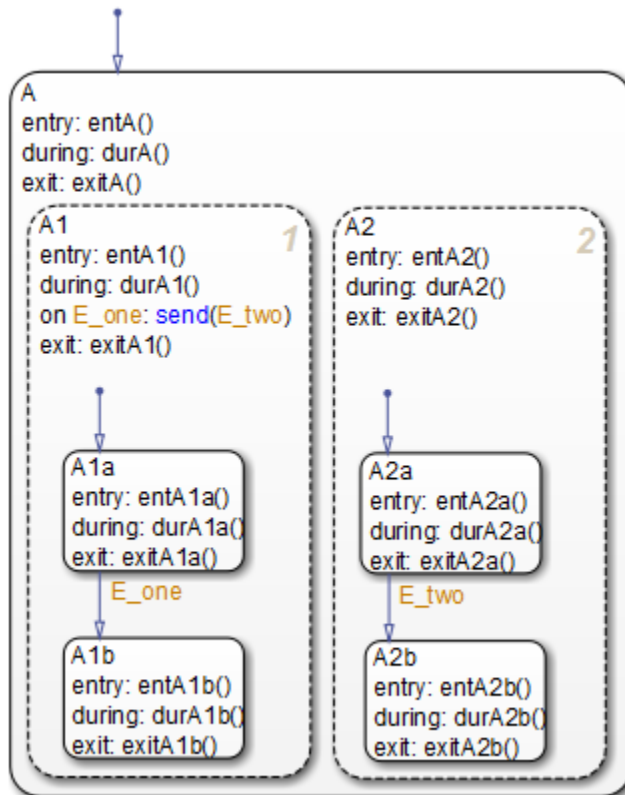 A
entry: entA()
during: durA()
exit: exitA()
A1
1
entry: entA1()
during: durA1()
on E_one: send(E_two)
exit: exitA1()
A1a
entry: entA1a()
during: durA1a()
exit: exitA1a()
E_one
A1b
entry: entA1b()
during: durA1b()
exit: exitA1b()
A2
2
entry: entA2()
during: durA2()
exit: exitA2()
A2a
entry: entA2a()
during: durA2a()
exit: exitA2a()
E_two
A2b
entry: entA2b()
during: durA2b()
exit: exitA2b()